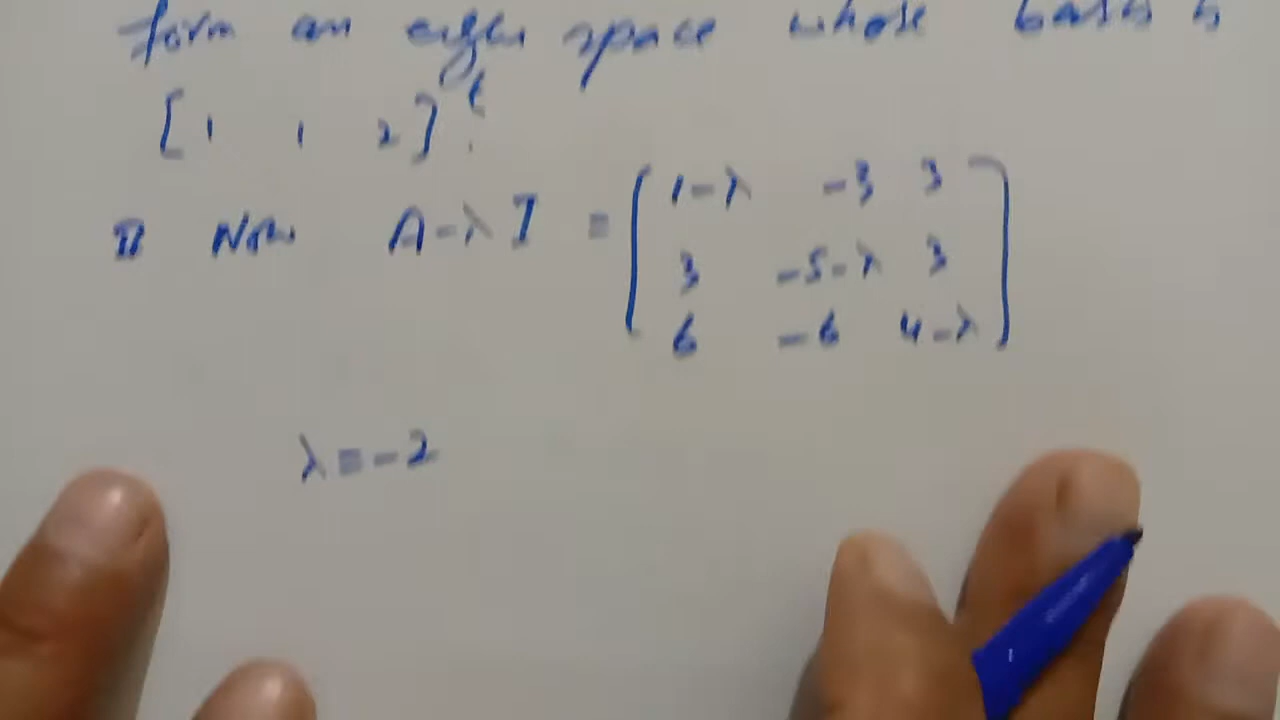 form an eigen space whose basis is
[1 1 2]ᵗ.
II Now A-λI = [1-λ -3 3
3 -5-λ 3
6 -6 4-λ]
λ=-2